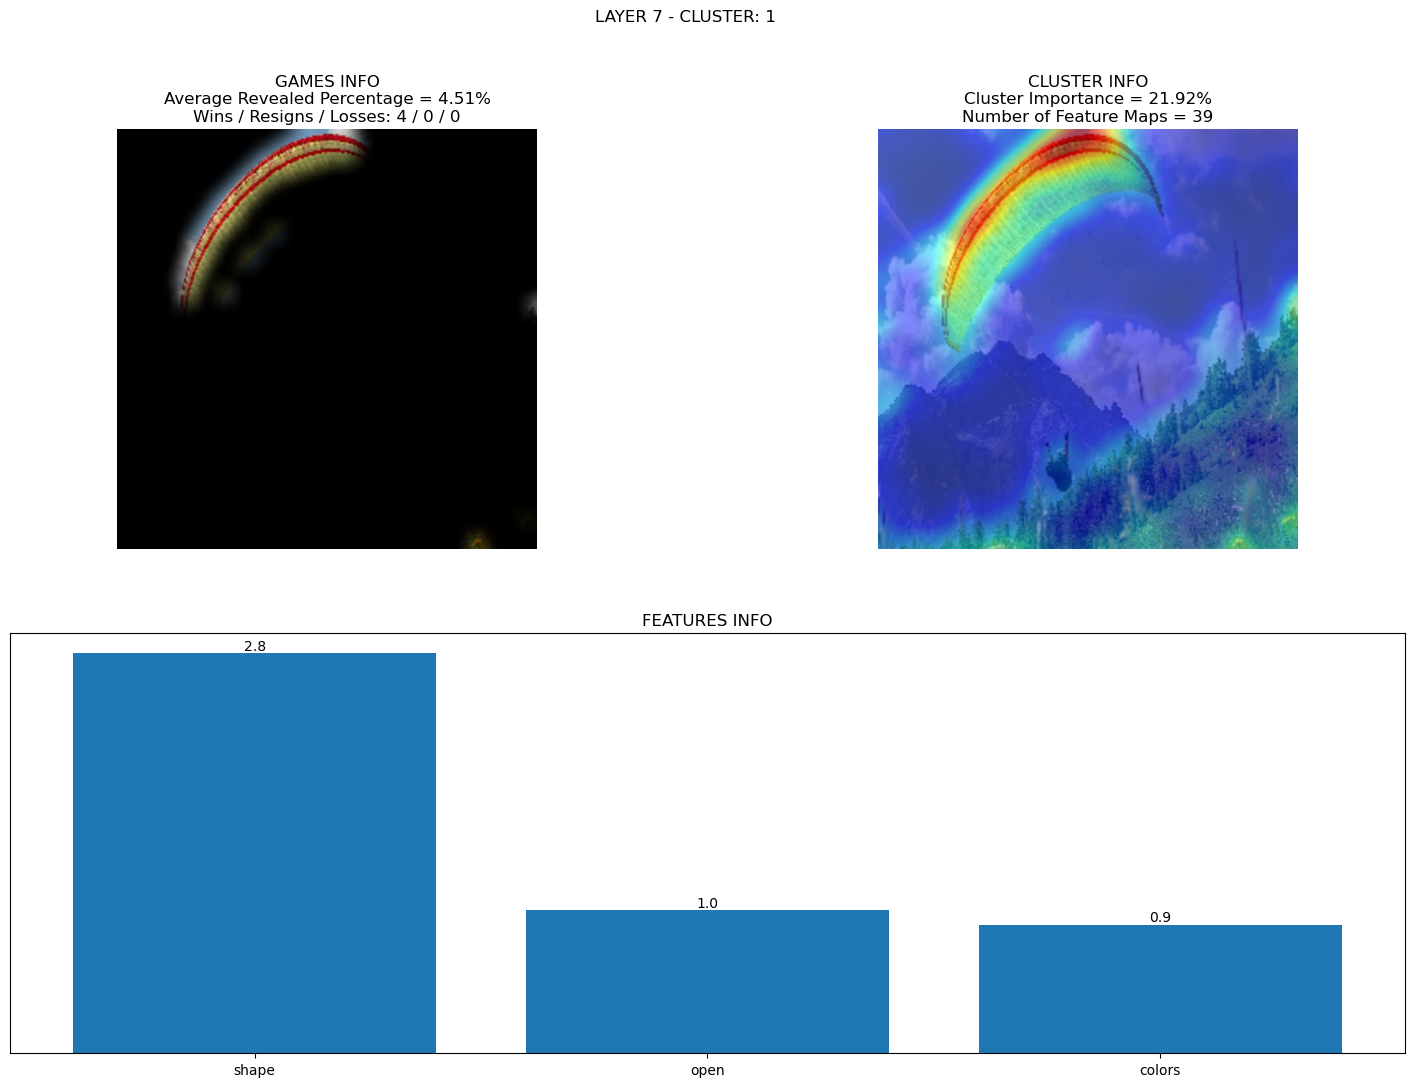 LAYER 7 - CLUSTER: 1
GAMES INFO
Average Revealed Percentage = 4.51%
Wins / Resigns / Losses: 4 / 0 / 0
CLUSTER INFO
Cluster Importance = 21.92%
Number of Feature Maps = 39
FEATURES INFO
2.8
1.0
0.9
shape
open
colors